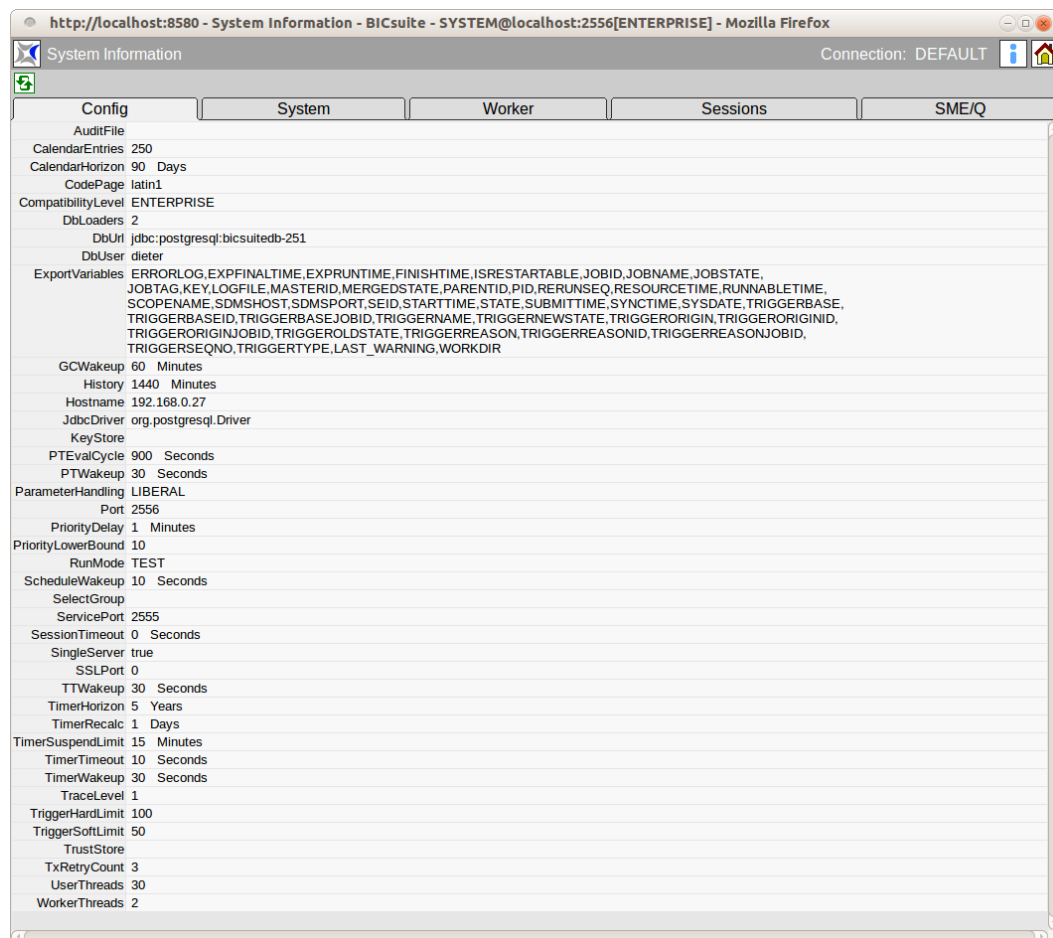 http://localhost:8580 - System Information - BICsuite - SYSTEM@localhost:2556[ENTERPRISE] - Mozilla Firefox
System Information Connection: DEFAULT
Config System Worker Sessions SME/Q
AuditFile
CalendarEntries 250
CalendarHorizon 90 Days
CodePage latin1
CompatibilityLevel ENTERPRISE
DbLoaders 2
DbUrl jdbc:postgresql:bicsuitedb-251
DbUser dieter
ExportVariables ERRORLOG,EXPFINALTIME,EXPRUNTIME,FINISHTIME,ISRESTARTABLE,JOBID,JOBNAME,JOBSTATE,
JOBTAG,KEY,LOGFILE,MASTERID,MERGEDSTATE,PARENTID,PID,RERUNSEQ,RESOURCETIME,RUNNABLETIME,
SCOPENAME,SDMSHOST,SDMSPORT,SEID,STARTTIME,STATE,SUBMITTIME,SYNCTIME,SYSDATE,TRIGGERBASE,
TRIGGERBASEID,TRIGGERBASEJOBID,TRIGGERNAME,TRIGGERNEWSTATE,TRIGGERORIGIN,TRIGGERORIGINID,
TRIGGERORIGINJOBID,TRIGGEROLDSTATE,TRIGGERREASON,TRIGGERREASONID,TRIGGERREASONJOBID,
TRIGGERSEQNO,TRIGGERTYPE,LAST_WARNING,WORKDIR
GCWakeup 60 Minutes
History 1440 Minutes
Hostname 192.168.0.27
JdbcDriver org.postgresql.Driver
KeyStore
PTEvalCycle 900 Seconds
PTWakeup 30 Seconds
ParameterHandling LIBERAL
Port 2556
PriorityDelay 1 Minutes
PriorityLowerBound 10
RunMode TEST
ScheduleWakeup 10 Seconds
SelectGroup
ServicePort 2555
SessionTimeout 0 Seconds
SingleServer true
SSLPort 0
TTWakeup 30 Seconds
TimerHorizon 5 Years
TimerRecalc 1 Days
TimerSuspendLimit 15 Minutes
TimerTimeout 10 Seconds
TimerWakeup 30 Seconds
TraceLevel 1
TriggerHardLimit 100
TriggerSoftLimit 50
TrustStore
TxRetryCount 3
UserThreads 30
WorkerThreads 2